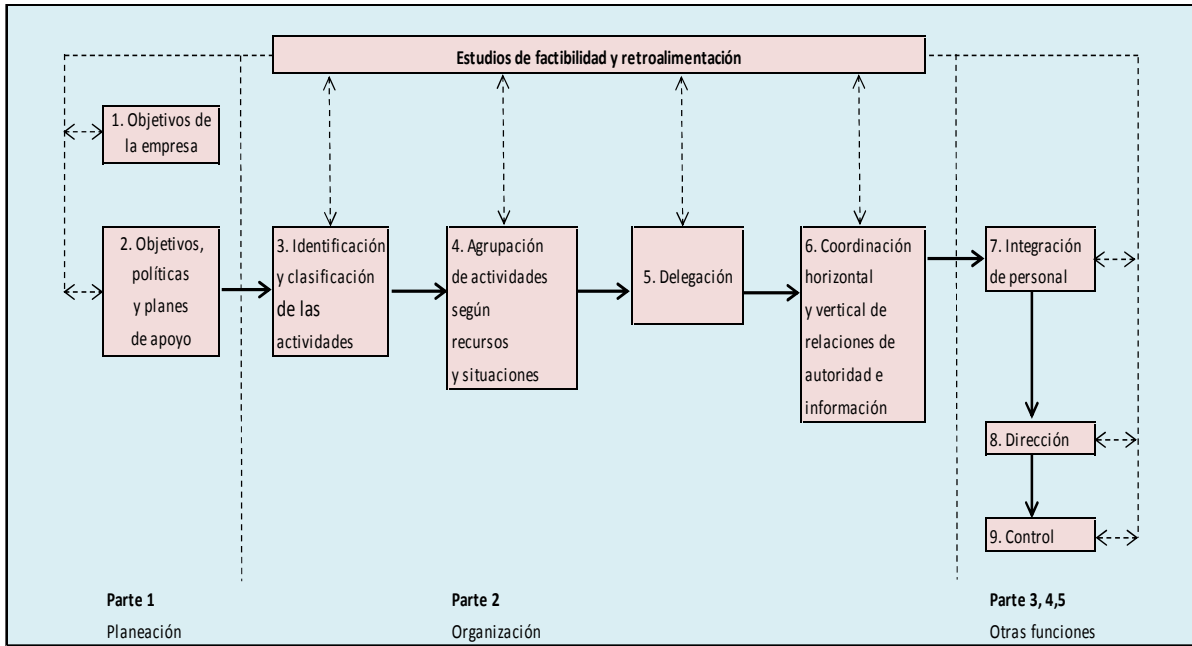 Estudios de factibilidad y retroalimentación
1. Objetivos de
la empresa
2. Objetivos,
políticas
y planes
de apoyo
3. Identificación
y clasificación
de las
actividades
4. Agrupación
de actividades
según
recursos
y situaciones
5. Delegación
6. Coordinación
horizontal
y vertical de
relaciones de
autoridad e
información
7. Integración
de personal
8. Dirección
9. Control
Parte 1
Planeación
Parte 2
Organización
Parte 3, 4,5
Otras funciones